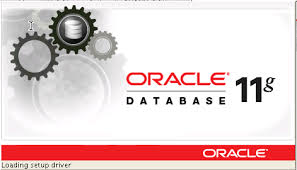 ORACLE
DATABASE 11g
ORACLE
Loading setup driver